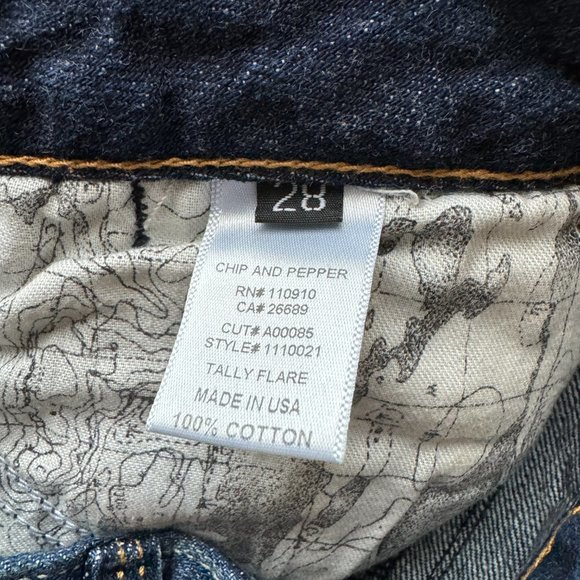 28
CHIP AND PEPPER
RN# 110910
CA# 26689
CUT# A00085
STYLE# 1110021
TALLY FLARE
MADE IN USA
100% COTTON